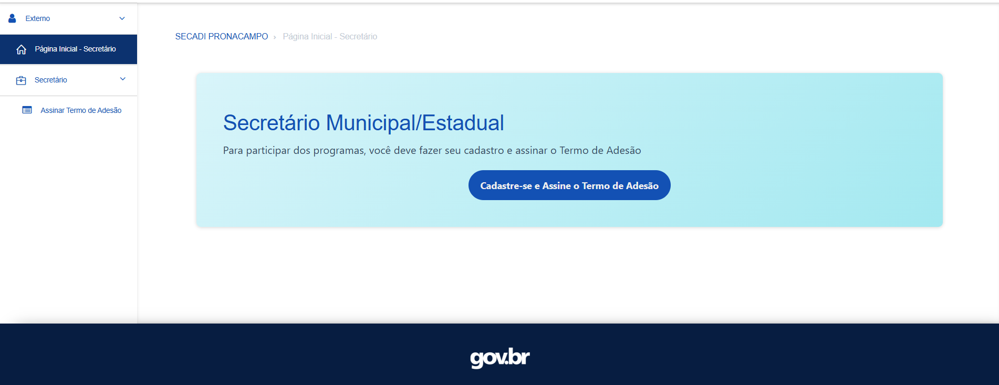 Externo
Página Inicial - Secretário
Secretário
Assinar Termo de Adesão
SECADI PRONACAMPO › Página Inicial - Secretário
Secretário Municipal/Estadual
Para participar dos programas, você deve fazer seu cadastro e assinar o Termo de Adesão
Cadastre-se e Assine o Termo de Adesão
gov.br